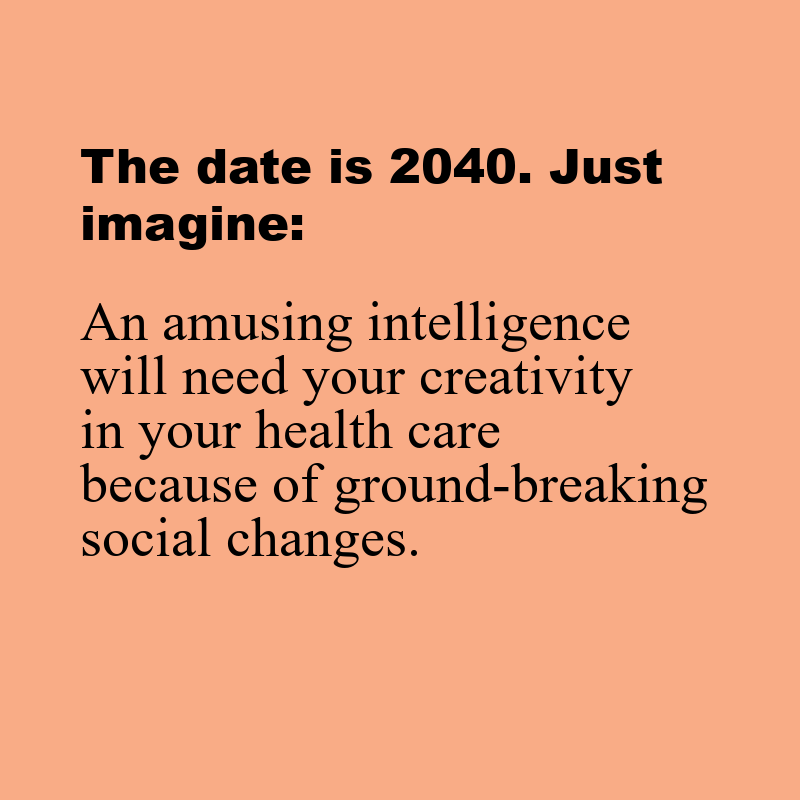 The date is 2040. Just
imagine:
An amusing intelligence
will need your creativity
in your health care
because of ground-breaking
social changes.